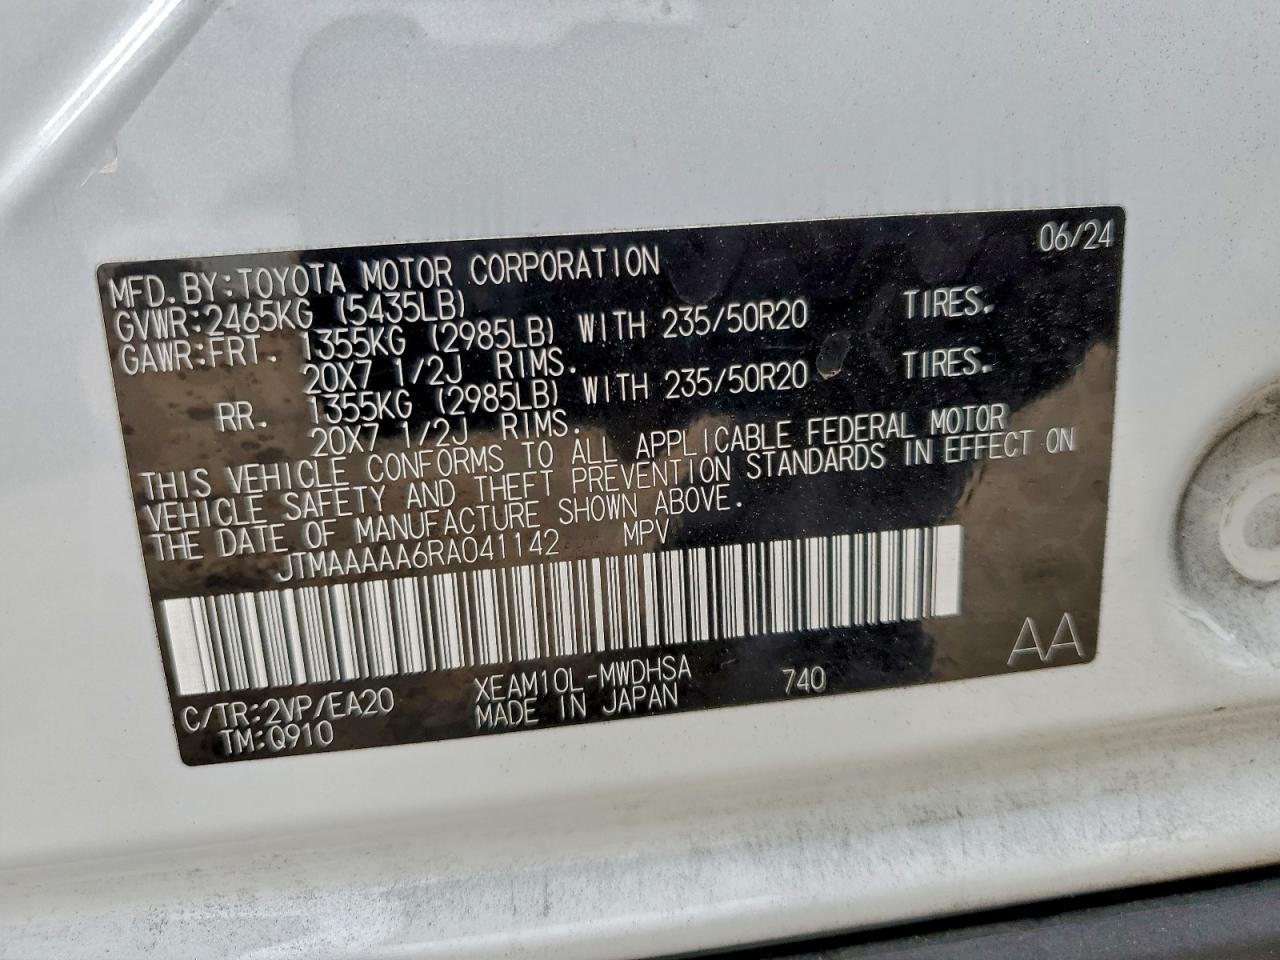 06/24
MFD.BY:TOYOTA MOTOR CORPORATION
GVWR:2465KG (5435LB)
GAWR:FRT. 1355KG (2985LB) WITH 235/50R20 TIRES.
20X7 1/2J RIMS.
RR. 1355KG (2985LB) WITH 235/50R20 TIRES.
20X7 1/2J RIMS.
THIS VEHICLE CONFORMS TO ALL APPLICABLE FEDERAL MOTOR
VEHICLE SAFETY AND THEFT PREVENTION STANDARDS IN EFFECT ON
THE DATE OF MANUFACTURE SHOWN ABOVE.
JTMAAAAA6RA041142 MPV
AA
C/TR:2VP/EA20 XEAM10L-MWDHSA 740
TM:Q910 MADE IN JAPAN